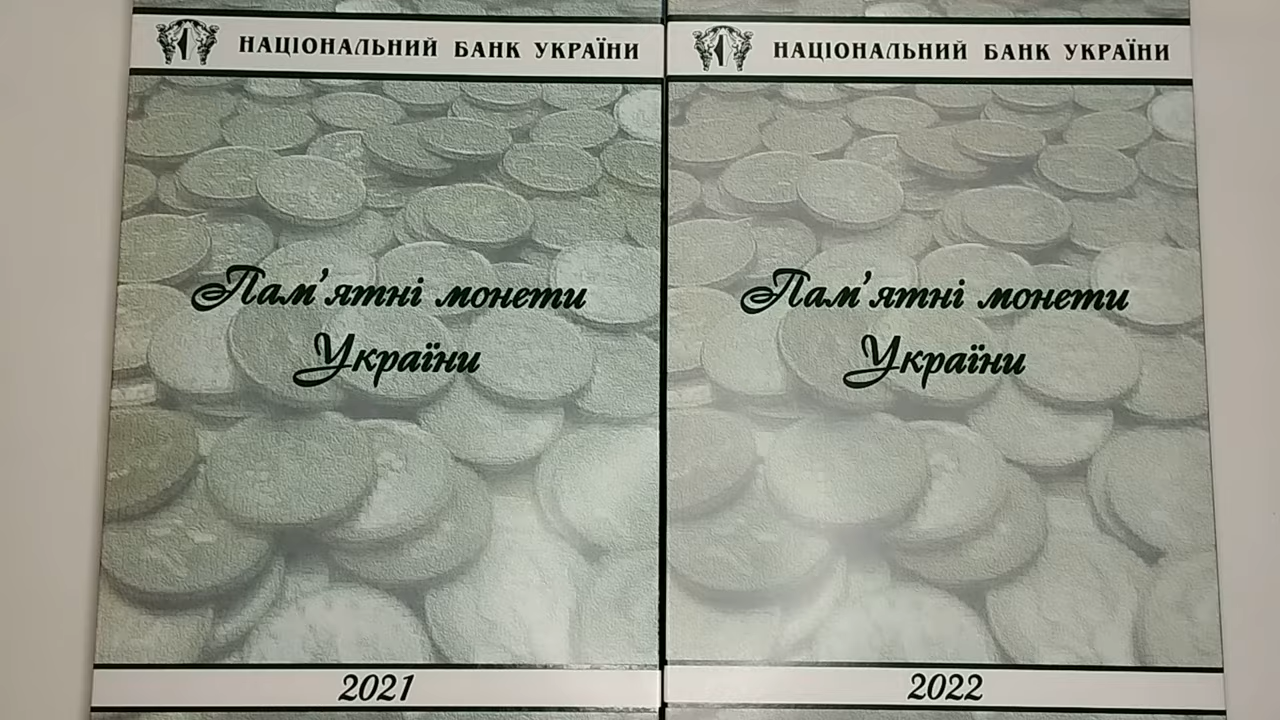 НАЦІОНАЛЬНИЙ БАНК УКРАЇНИ
Пам'ятні монети
України
2021
НАЦІОНАЛЬНИЙ БАНК УКРАЇНИ
Пам'ятні монети
України
2022